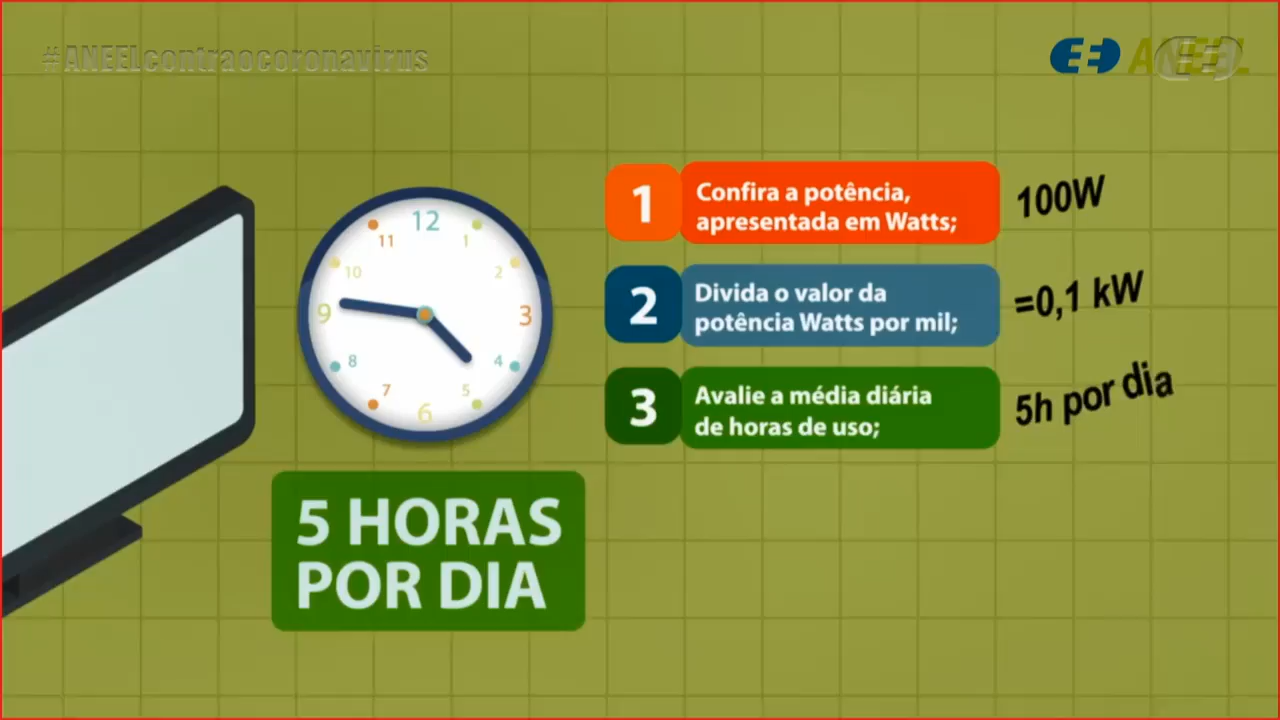 #ANEELcontraocoronavirus
ANEEL
12
11
1
10
2
9
3
8
4
7
5
6
5 HORAS
POR DIA
1
Confira a potência,
apresentada em Watts;
100W
2
Divida o valor da
potência Watts por mil;
=0,1 kW
3
Avalie a média diária
de horas de uso;
5h por dia